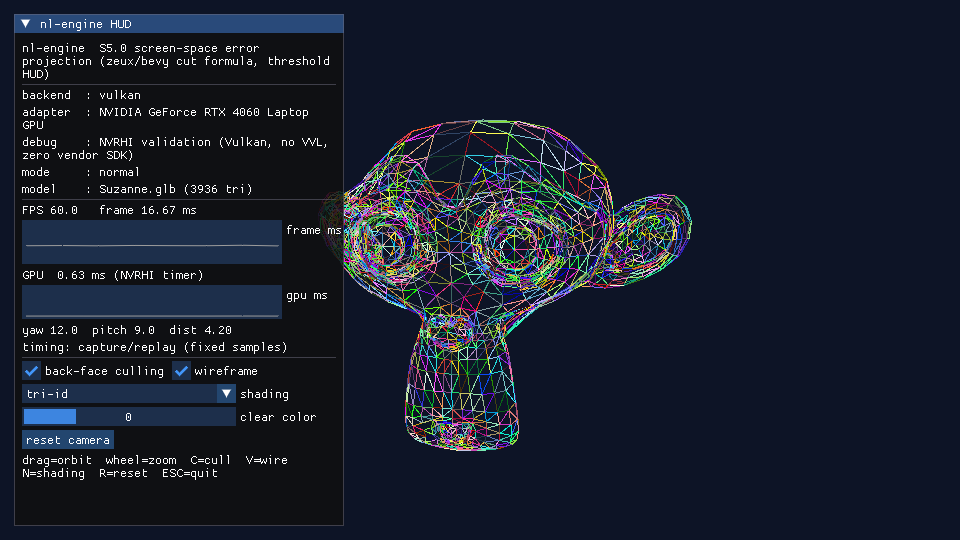 nl-engine HUD
nl-engine  S5.0 screen-space error
projection (zeux/bevy cut formula, threshold
HUD)
backend  : vulkan
adapter  : NVIDIA GeForce RTX 4060 Laptop
GPU
debug    : NVRHI validation (Vulkan, no VVL,
zero vendor SDK)
mode     : normal
model    : Suzanne.glb (3936 tri)
FPS 60.0   frame 16.67 ms
frame ms
GPU  0.63 ms (NVRHI timer)
gpu ms
yaw 12.0  pitch 9.0  dist 4.20
timing: capture/replay (fixed samples)
back-face culling  wireframe
tri-id  shading
0  clear color
reset camera
drag=orbit  wheel=zoom  C=cull  V=wire
N=shading  R=reset  ESC=quit